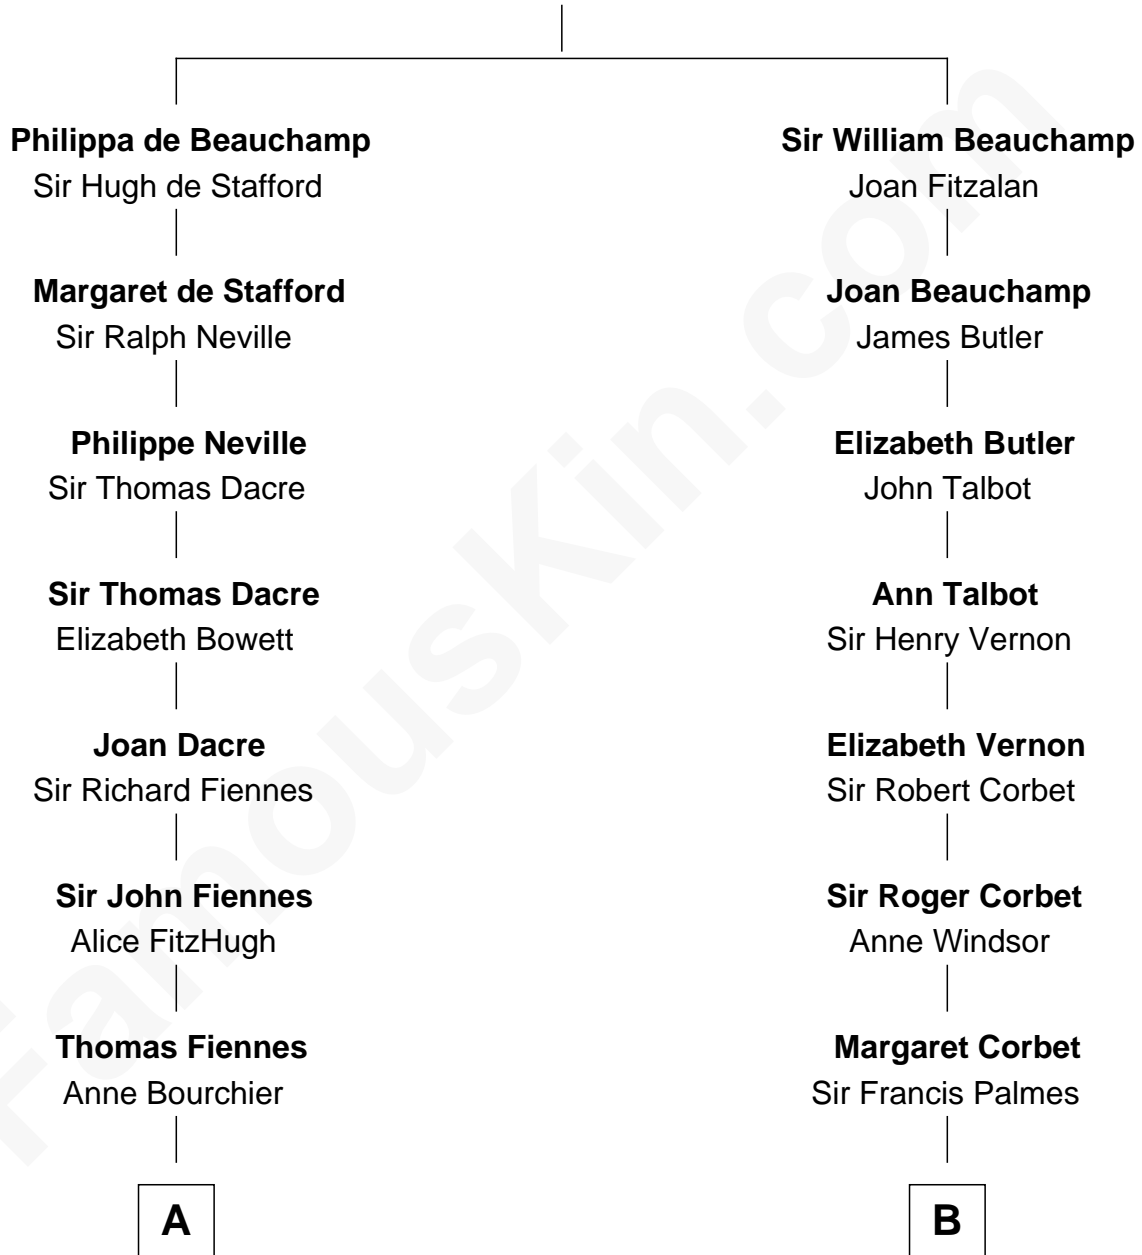 Philippa de Beauchamp
Sir Hugh de Stafford
Margaret de Stafford
Sir Ralph Neville
Philippe Neville
Sir Thomas Dacre
Sir Thomas Dacre
Elizabeth Bowett
Joan Dacre
Sir Richard Fiennes
Sir John Fiennes
Alice FitzHugh
Thomas Fiennes
Anne Bourchier
A
Sir William Beauchamp
Joan Fitzalan
Joan Beauchamp
James Butler
Elizabeth Butler
John Talbot
Ann Talbot
Sir Henry Vernon
Elizabeth Vernon
Sir Robert Corbet
Sir Roger Corbet
Anne Windsor
Margaret Corbet
Sir Francis Palmes
B
FamousKin.com